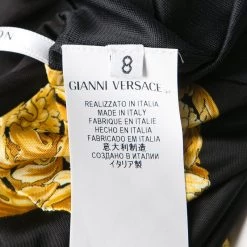 8
GIANNI VERSACE
REALIZZATO IN ITALIA
MADE IN ITALY
FABRIQUE EN ITALIE
HECHO EN ITALIA
FABRICADO EM ITALIA
意大利制造
СОЗДАНО В ИТАЛИИ
イタリア製